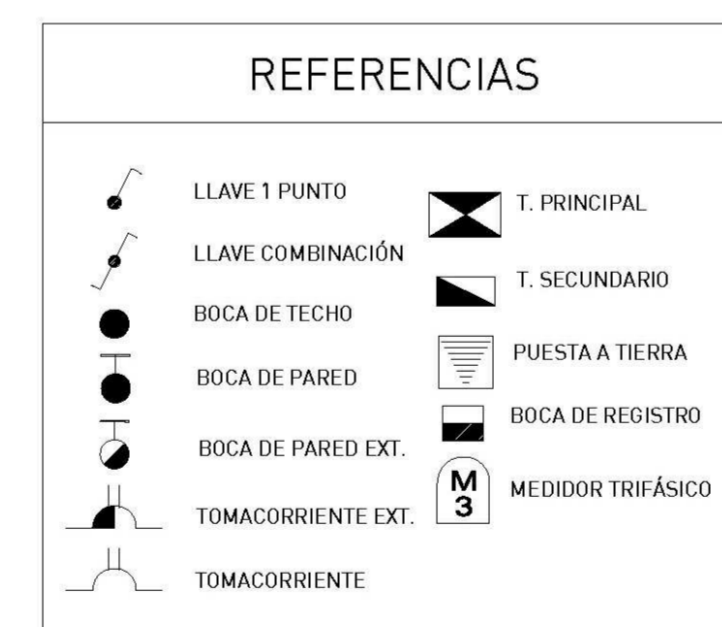 REFERENCIAS
LLAVE 1 PUNTO
LLAVE COMBINACIÓN
BOCA DE TECHO
BOCA DE PARED
BOCA DE PARED EXT.
TOMACORRIENTE EXT.
TOMACORRIENTE
T. PRINCIPAL
T. SECUNDARIO
PUESTA A TIERRA
BOCA DE REGISTRO
M
3
MEDIDOR TRIFÁSICO